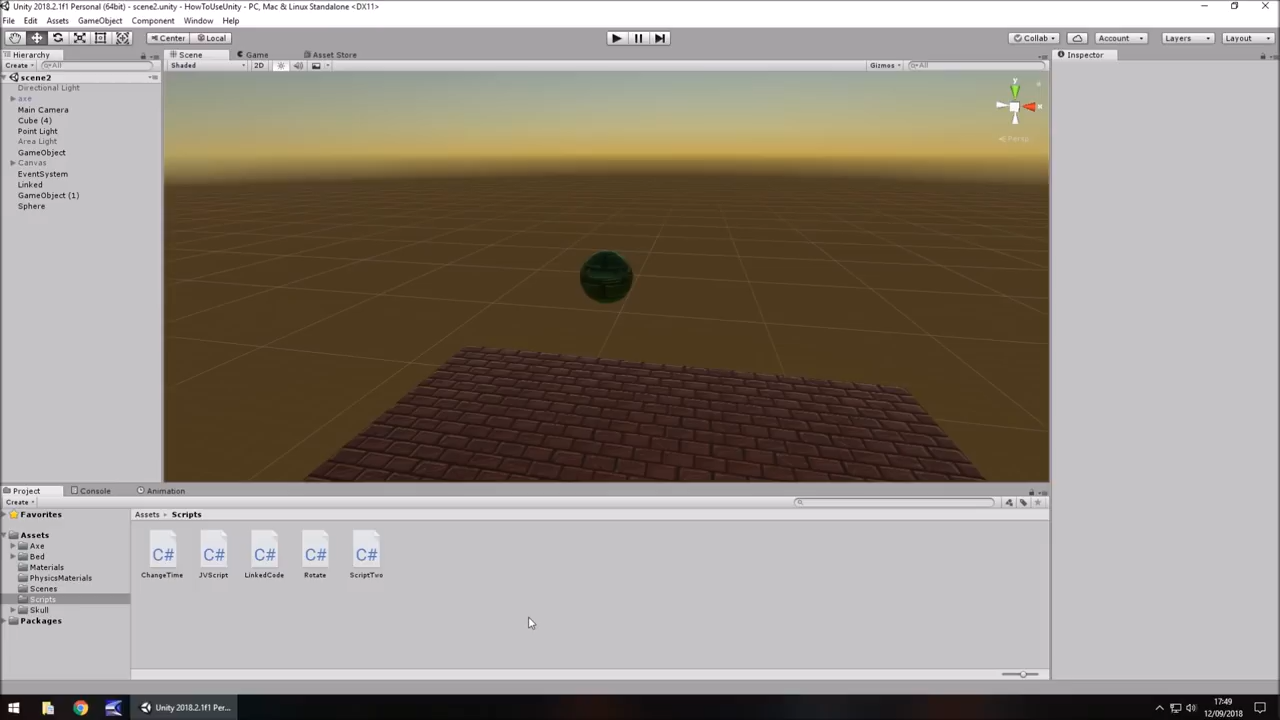 Unity 2018.2.1f1 Personal (64bit) - scene2.unity - HowToUseUnity - PC, Mac & Linux Standalone <DX11>
File Edit Assets GameObject Component Window Help
Center Local Collab Account Layers Layout
Hierarchy
Create All
scene2
Directional Light
axe
Main Camera
Cube (4)
Point Light
Area Light
GameObject
Canvas
EventSystem
Linked
GameObject (1)
Sphere
Scene Game Asset Store
Shaded 2D Gizmos All
y
x
Persp
Inspector
Project Console Animation
Create
Favorites
Assets
Axe
Bed
Materials
PhysicsMaterials
Scenes
Scripts
Skull
Packages
Assets Scripts
C# C# C# C# C#
ChangeTime JVScript LinkedCode Rotate ScriptTwo
Unity 2018.2.1f1 Per...
17:49
12/09/2018